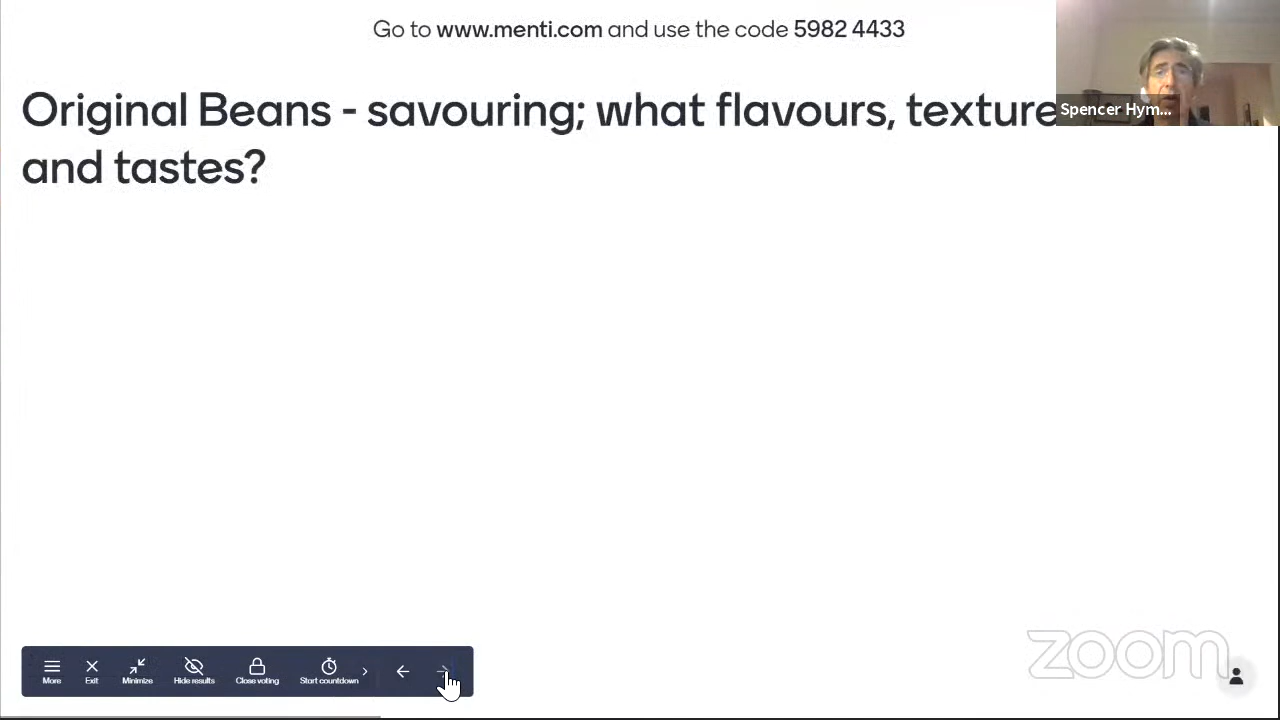 Go to www.menti.com and use the code 5982 4433
Original Beans - savouring; what flavours, texture
and tastes?
Spencer Hym...
More
Exit
Minimize
Hide results
Close voting
Start countdown
zoom